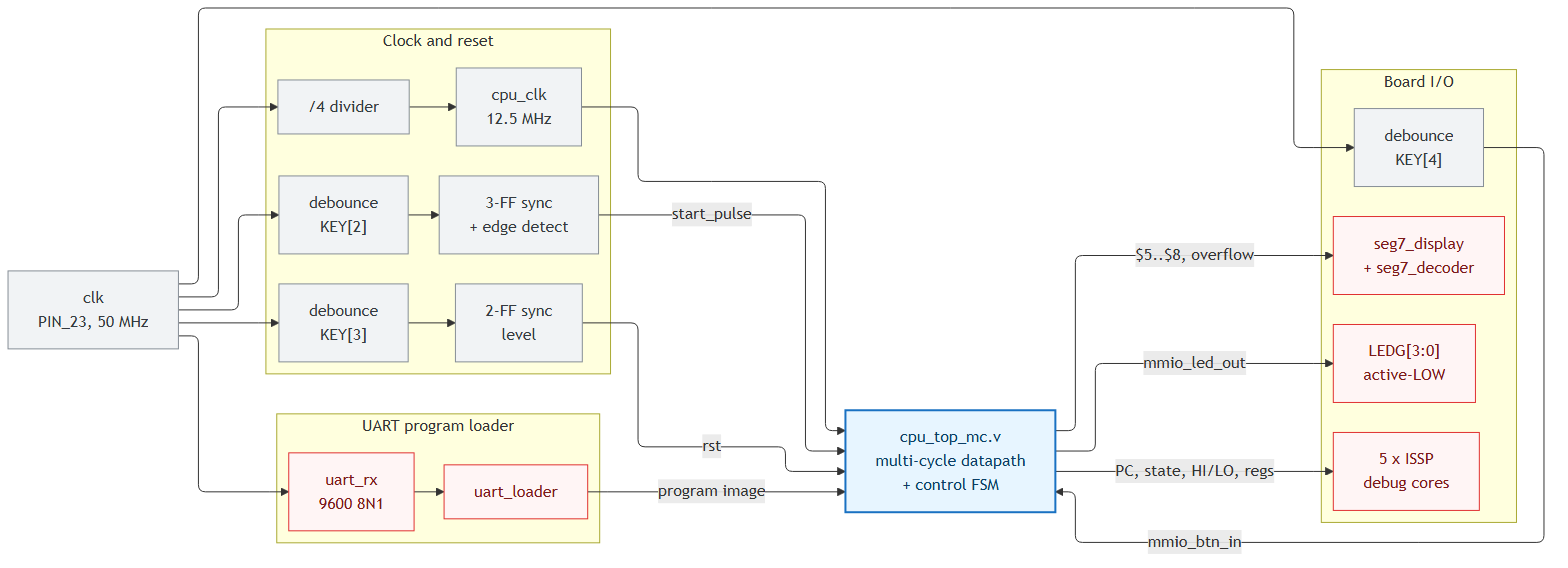 clk
PIN_23, 50 MHz
Clock and reset
/4 divider
cpu_clk
12.5 MHz
debounce
KEY[2]
3-FF sync
+ edge detect
debounce
KEY[3]
2-FF sync
level
UART program loader
uart_rx
9600 8N1
uart_loader
start_pulse
rst
program image
cpu_top_mc.v
multi-cycle datapath
+ control FSM
$5..$8, overflow
mmio_led_out
PC, state, HI/LO, regs
mmio_btn_in
Board I/O
debounce
KEY[4]
seg7_display
+ seg7_decoder
LEDG[3:0]
active-LOW
5 x ISSP
debug cores